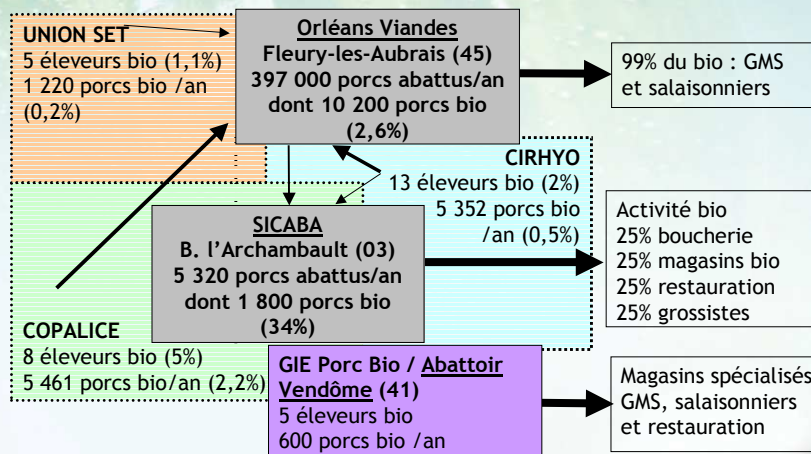 UNION SET
5 éleveurs bio (1,1%)
1 220 porcs bio /an
(0,2%)
Orléans Viandes
Fleury-les-Aubrais (45)
397 000 porcs abattus/an
dont 10 200 porcs bio
(2,6%)
99% du bio : GMS
et salaisonniers
CIRHYO
13 éleveurs bio (2%)
5 352 porcs bio
/an (0,5%)
SICABA
B. l’Archambault (03)
5 320 porcs abattus/an
dont 1 800 porcs bio
(34%)
Activité bio
25% boucherie
25% magasins bio
25% restauration
25% grossistes
COPALICE
8 éleveurs bio (5%)
5 461 porcs bio/an (2,2%)
GIE Porc Bio / Abattoir
Vendôme (41)
5 éleveurs bio
600 porcs bio /an
Magasins spécialisés
GMS, salaisonniers
et restauration